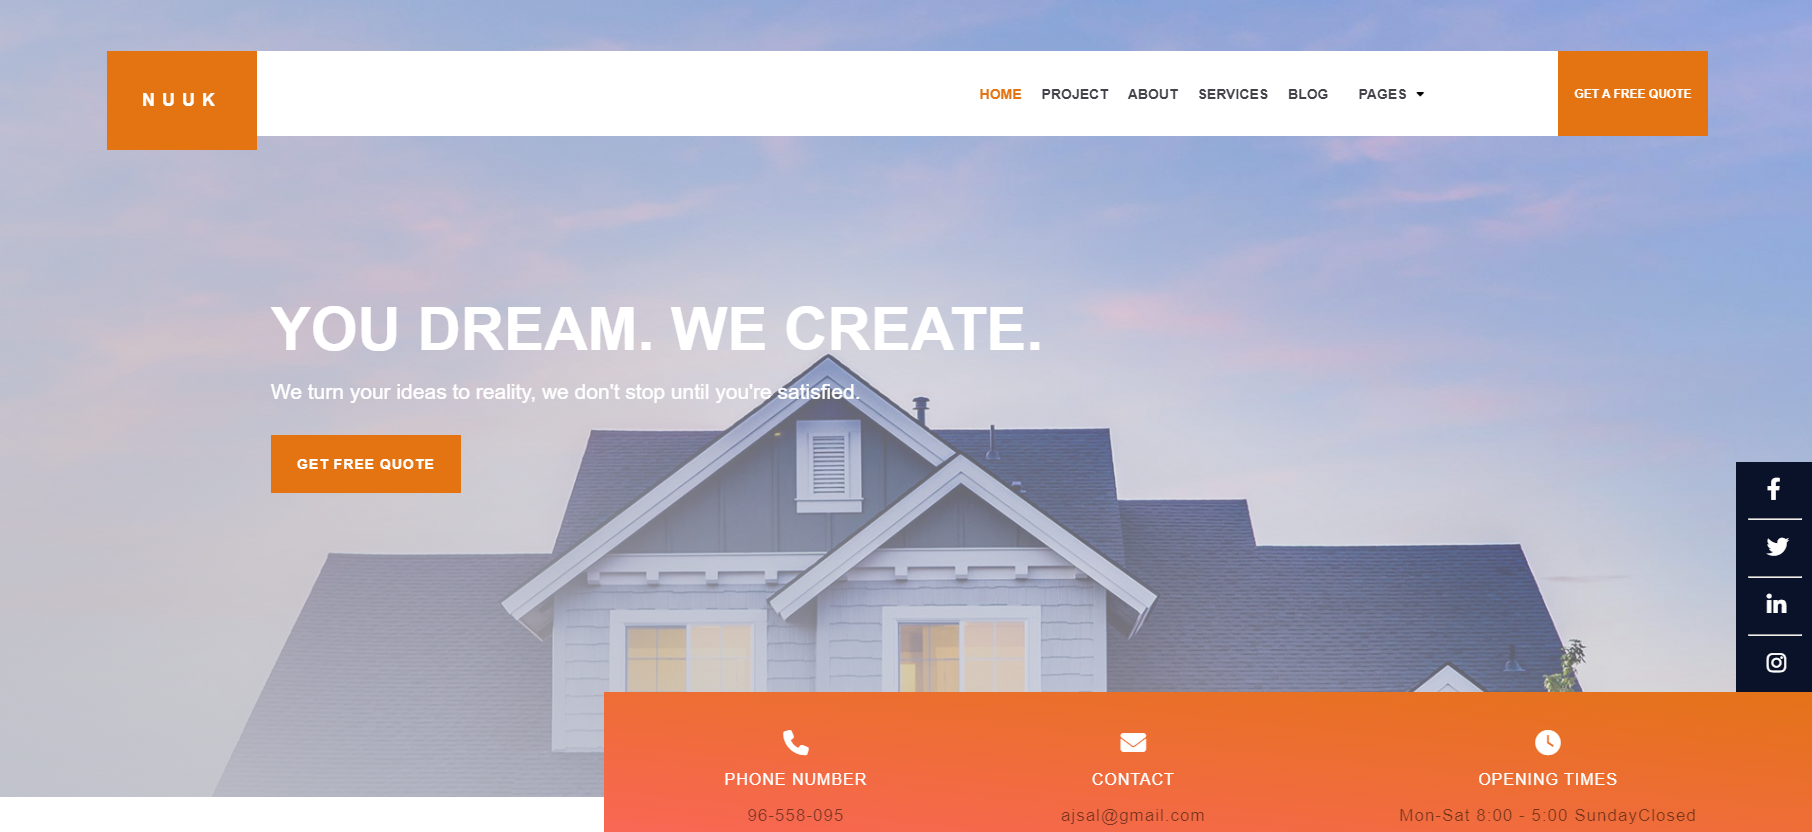 NUUK
HOME PROJECT ABOUT SERVICES BLOG PAGES
GET A FREE QUOTE
YOU DREAM. WE CREATE.
We turn your ideas to reality, we don't stop until you're satisfied.
GET FREE QUOTE
PHONE NUMBER
96-558-095
CONTACT
ajsal@gmail.com
OPENING TIMES
Mon-Sat 8:00 - 5:00 SundayClosed